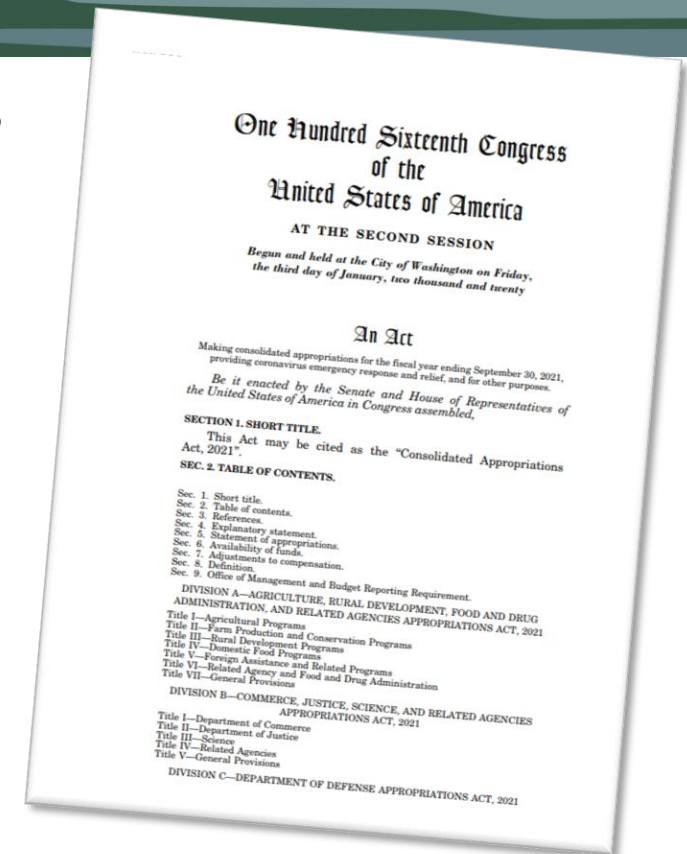 One Hundred Sixteenth Congress
of the
United States of America
AT THE SECOND SESSION
Begun and held at the City of Washington on Friday,
the third day of January, two thousand and twenty
An Act
Making consolidated appropriations for the fiscal year ending September 30, 2021,
providing coronavirus emergency response and relief, and for other purposes.
Be it enacted by the Senate and House of Representatives of
the United States of America in Congress assembled,
SECTION 1. SHORT TITLE.
This Act may be cited as the “Consolidated Appropriations
Act, 2021”.
SEC. 2. TABLE OF CONTENTS.
Sec. 1. Short title.
Sec. 2. Table of contents.
Sec. 3. References.
Sec. 4. Explanatory statement.
Sec. 5. Statement of appropriations.
Sec. 6. Availability of funds.
Sec. 7. Adjustments to compensation.
Sec. 8. Definition.
Sec. 9. Office of Management and Budget Reporting Requirement.
DIVISION A—AGRICULTURE, RURAL DEVELOPMENT, FOOD AND DRUG
ADMINISTRATION, AND RELATED AGENCIES APPROPRIATIONS ACT, 2021
Title I—Agricultural Programs
Title II—Farm Production and Conservation Programs
Title III—Rural Development Programs
Title IV—Domestic Food Programs
Title V—Foreign Assistance and Related Programs
Title VI—Related Agency and Food and Drug Administration
Title VII—General Provisions
DIVISION B—COMMERCE, JUSTICE, SCIENCE, AND RELATED AGENCIES
APPROPRIATIONS ACT, 2021
Title I—Department of Commerce
Title II—Department of Justice
Title III—Science
Title IV—Related Agencies
Title V—General Provisions
DIVISION C—DEPARTMENT OF DEFENSE APPROPRIATIONS ACT, 2021